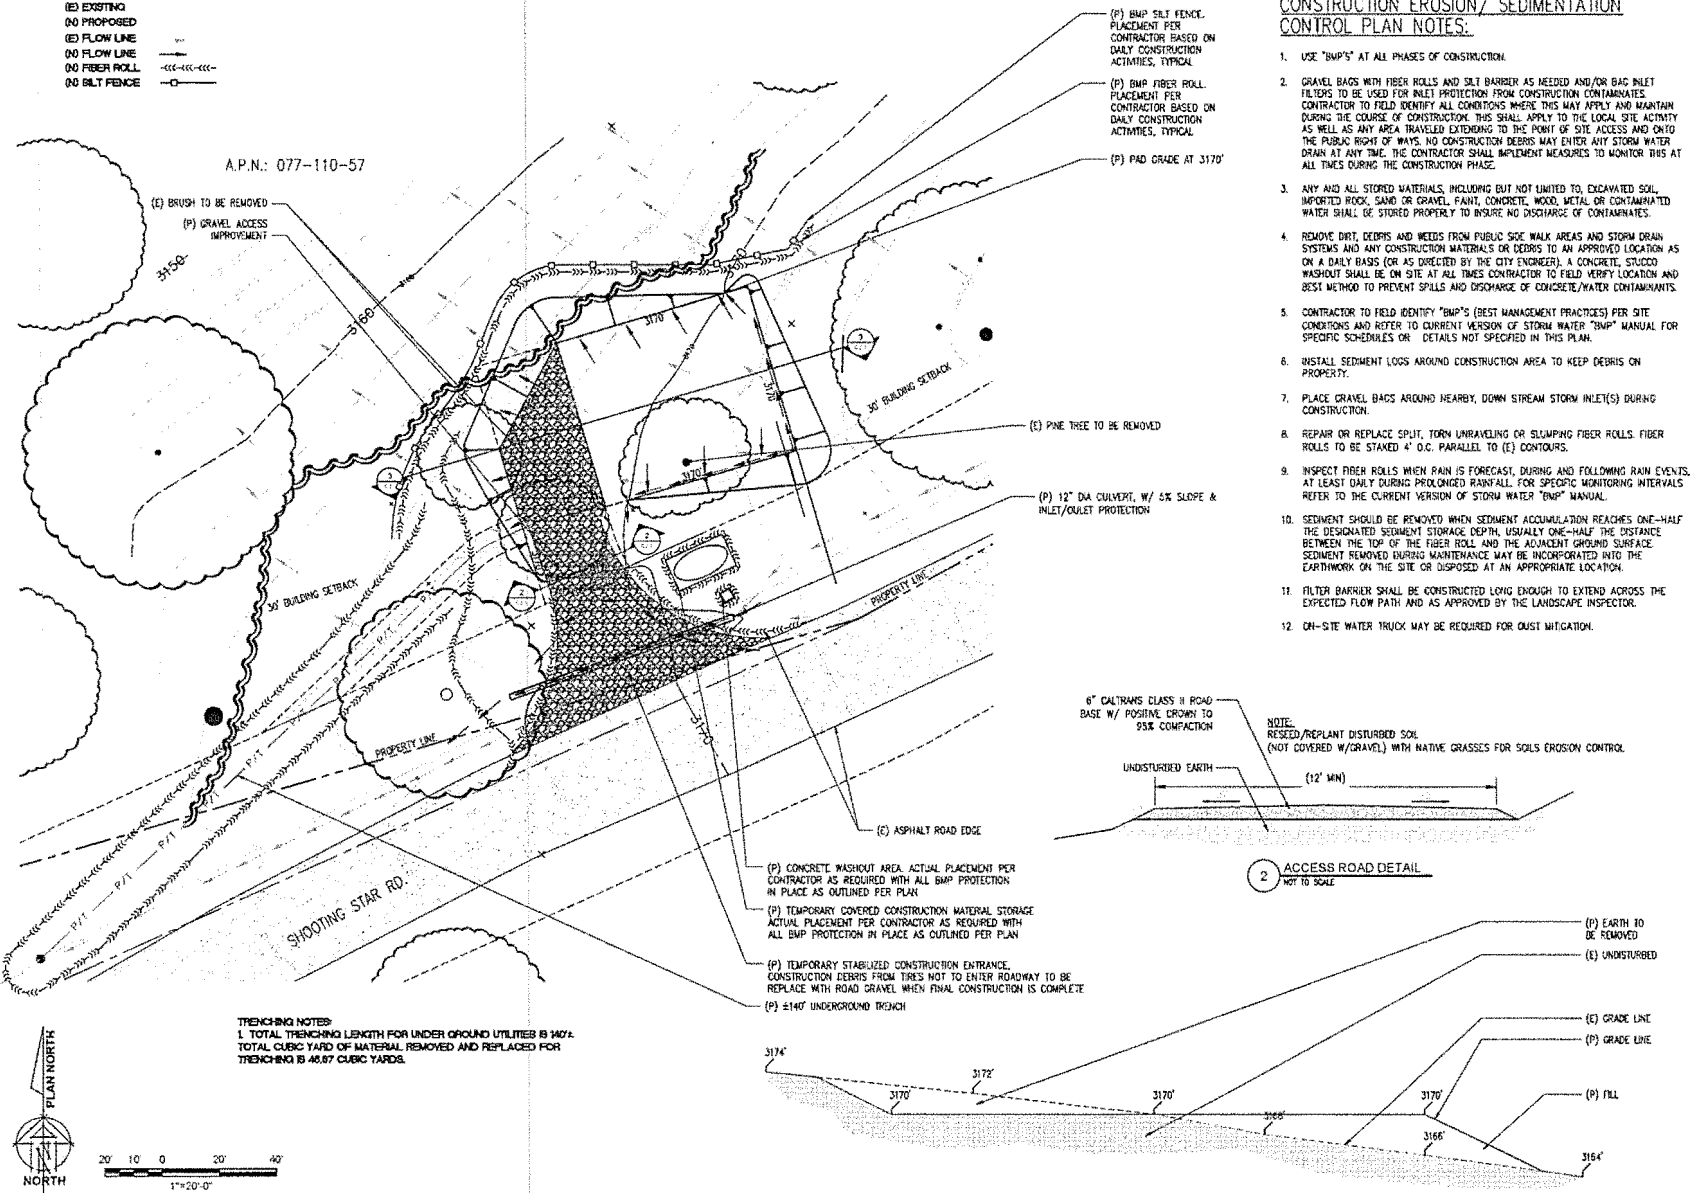 (E) EXISTING
(N) PROPOSED
(E) FLOW LINE
(N) FLOW LINE
(N) FIBER ROLL
(N) SILT FENCE
A.P.N.: 077-110-57
(E) BRUSH TO BE REMOVED
(P) GRAVEL ACCESS
IMPROVEMENT
3150
3160
3170
3170
3170
3170
30' BUILDING SETBACK
30' BUILDING SETBACK
PROPERTY LINE
PROPERTY LINE
P/T
P/T
P/T
P/T
P/T
P/T
SHOOTING STAR RD.
(P) BMP SILT FENCE.
PLACEMENT PER
CONTRACTOR BASED ON
DAILY CONSTRUCTION
ACTIVITIES, TYPICAL
(P) BMP FIBER ROLL.
PLACEMENT PER
CONTRACTOR BASED ON
DAILY CONSTRUCTION
ACTIVITIES, TYPICAL
(P) PAD GRADE AT 3170'
(E) PINE TREE TO BE REMOVED
(P) 12" DIA CULVERT, W/ 5% SLOPE &
INLET/OULET PROTECTION
(E) ASPHALT ROAD EDGE
(P) CONCRETE WASHOUT AREA. ACTUAL PLACEMENT PER
CONTRACTOR AS REQUIRED WITH ALL BMP PROTECTION
IN PLACE AS OUTLINED PER PLAN
(P) TEMPORARY COVERED CONSTRUCTION MATERIAL STORAGE
ACTUAL PLACEMENT PER CONTRACTOR AS REQUIRED WITH
ALL BMP PROTECTION IN PLACE AS OUTLINED PER PLAN
(P) TEMPORARY STABILIZED CONSTRUCTION ENTRANCE,
CONSTRUCTION DEBRIS FROM TIRES NOT TO ENTER ROADWAY TO BE
REPLACE WITH ROAD GRAVEL WHEN FINAL CONSTRUCTION IS COMPLETE
(P) ±140' UNDERGROUND TRENCH
TRENCHING NOTES:
1. TOTAL TRENCHING LENGTH FOR UNDER GROUND UTILITIES IS 140'±.
TOTAL CUBIC YARD OF MATERIAL REMOVED AND REPLACED FOR
TRENCHING IS 46.67 CUBIC YARDS.
PLAN NORTH
NORTH
20' 10' 0 20' 40'
1"=20'-0"
CONSTRUCTION EROSION/ SEDIMENTATION
CONTROL PLAN NOTES:
1. USE "BMP'S" AT ALL PHASES OF CONSTRUCTION.
2. GRAVEL BAGS WITH FIBER ROLLS AND SILT BARRIER AS NEEDED AND/OR BAG INLET
FILTERS TO BE USED FOR INLET PROTECTION FROM CONSTRUCTION CONTAMINATES.
CONTRACTOR TO FIELD IDENTIFY ALL CONDITIONS WHERE THIS MAY APPLY AND MAINTAIN
DURING THE COURSE OF CONSTRUCTION. THIS SHALL APPLY TO THE LOCAL SITE ACTIVITY
AS WELL AS ANY AREA TRAVELED EXTENDING TO THE POINT OF SITE ACCESS AND ONTO
THE PUBLIC RIGHT OF WAYS. NO CONSTRUCTION DEBRIS MAY ENTER ANY STORM WATER
DRAIN AT ANY TIME. THE CONTRACTOR SHALL IMPLEMENT MEASURES TO MONITOR THIS AT
ALL TIMES DURING THE CONSTRUCTION PHASE.
3. ANY AND ALL STORED MATERIALS, INCLUDING BUT NOT LIMITED TO, EXCAVATED SOIL,
IMPORTED ROCK, SAND OR GRAVEL, PAINT, CONCRETE, WOOD, METAL OR CONTAMINATED
WATER SHALL BE STORED PROPERLY TO INSURE NO DISCHARGE OF CONTAMINATES.
4. REMOVE DIRT, DEBRIS AND WEEDS FROM PUBLIC SIDE WALK AREAS AND STORM DRAIN
SYSTEMS AND ANY CONSTRUCTION MATERIALS OR DEBRIS TO AN APPROVED LOCATION AS
ON A DAILY BASIS (OR AS DIRECTED BY THE CITY ENGINEER). A CONCRETE, STUCCO
WASHOUT SHALL BE ON SITE AT ALL TIMES CONTRACTOR TO FIELD VERIFY LOCATION AND
BEST METHOD TO PREVENT SPILLS AND DISCHARGE OF CONCRETE/WATER CONTAMINANTS.
5. CONTRACTOR TO FIELD IDENTIFY "BMP"S (BEST MANAGEMENT PRACTICES) PER SITE
CONDITIONS AND REFER TO CURRENT VERSION OF STORM WATER "BMP" MANUAL FOR
SPECIFIC SCHEDULES OR DETAILS NOT SPECIFIED IN THIS PLAN.
6. INSTALL SEDIMENT LOGS AROUND CONSTRUCTION AREA TO KEEP DEBRIS ON
PROPERTY.
7. PLACE GRAVEL BAGS AROUND NEARBY, DOWN STREAM STORM INLET(S) DURING
CONSTRUCTION.
8. REPAIR OR REPLACE SPLIT, TORN UNRAVELING OR SLUMPING FIBER ROLLS. FIBER
ROLLS TO BE STAKED 4' O.C. PARALLEL TO (E) CONTOURS.
9. INSPECT FIBER ROLLS WHEN RAIN IS FORECAST, DURING AND FOLLOWING RAIN EVENTS,
AT LEAST DAILY DURING PROLONGED RAINFALL. FOR SPECIFIC MONITORING INTERVALS
REFER TO THE CURRENT VERSION OF STORM WATER "BMP" MANUAL.
10. SEDIMENT SHOULD BE REMOVED WHEN SEDIMENT ACCUMULATION REACHES ONE-HALF
THE DESIGNATED SEDIMENT STORAGE DEPTH, USUALLY ONE-HALF THE DISTANCE
BETWEEN THE TOP OF THE FIBER ROLL AND THE ADJACENT GROUND SURFACE.
SEDIMENT REMOVED DURING MAINTENANCE MAY BE INCORPORATED INTO THE
EARTHWORK ON THE SITE OR DISPOSED AT AN APPROPRIATE LOCATION.
11. FILTER BARRIER SHALL BE CONSTRUCTED LONG ENOUGH TO EXTEND ACROSS THE
EXPECTED FLOW PATH AND AS APPROVED BY THE LANDSCAPE INSPECTOR.
12. ON-SITE WATER TRUCK MAY BE REQUIRED FOR DUST MITIGATION.
6" CALTRANS CLASS II ROAD
BASE W/ POSITIVE CROWN TO
95% COMPACTION
UNDISTURBED EARTH
NOTE:
RESEED/REPLANT DISTURBED SOIL
(NOT COVERED W/GRAVEL) WITH NATIVE GRASSES FOR SOILS EROSION CONTROL
(12' MIN)
2 ACCESS ROAD DETAIL
NOT TO SCALE
(P) EARTH TO
BE REMOVED
(E) UNDISTURBED
(E) GRADE LINE
(P) GRADE LINE
(P) FILL
3174'
3172'
3170'
3170'
3170'
3168'
3166'
3164'